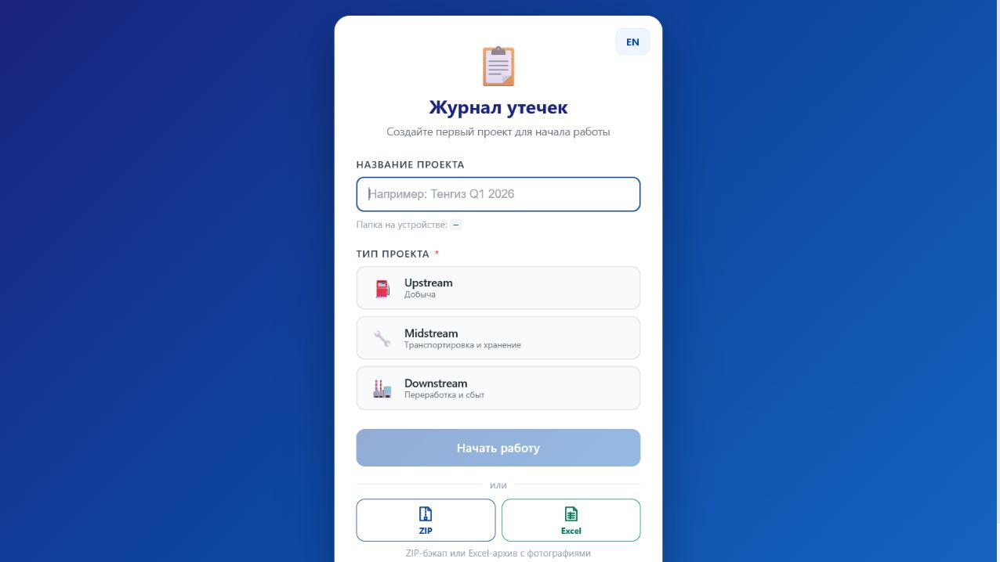 EN
Журнал утечек
Создайте первый проект для начала работы
НАЗВАНИЕ ПРОЕКТА
Например: Тенгиз Q1 2026
Папка на устройстве: —
ТИП ПРОЕКТА *
Upstream
Добыча
Midstream
Транспортировка и хранение
Downstream
Переработка и сбыт
Начать работу
или
ZIP
Excel
ZIP-бэкап или Excel-архив с фотографиями